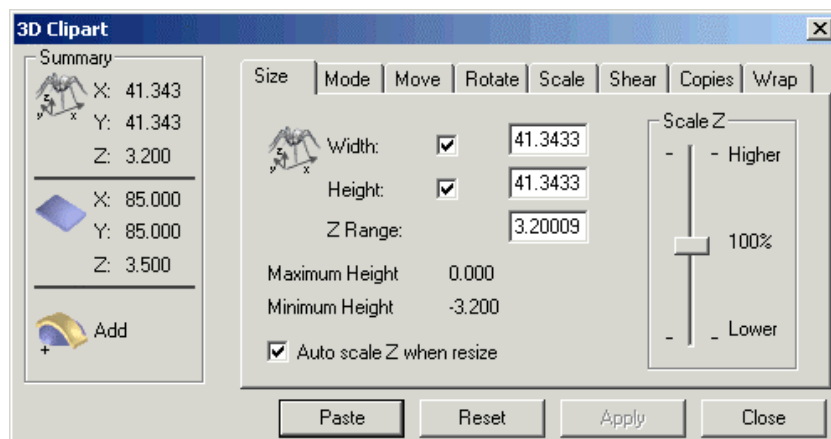 3D Clipart
Summary
X: 41.343
Y: 41.343
Z: 3.200
X: 85.000
Y: 85.000
Z: 3.500
Add
Size Mode Move Rotate Scale Shear Copies Wrap
Width: 41.3433
Height: 41.3433
Z Range: 3.20009
Maximum Height 0.000
Minimum Height -3.200
Auto scale Z when resize
Scale Z
- - Higher
100%
- - Lower
Paste Reset Apply Close